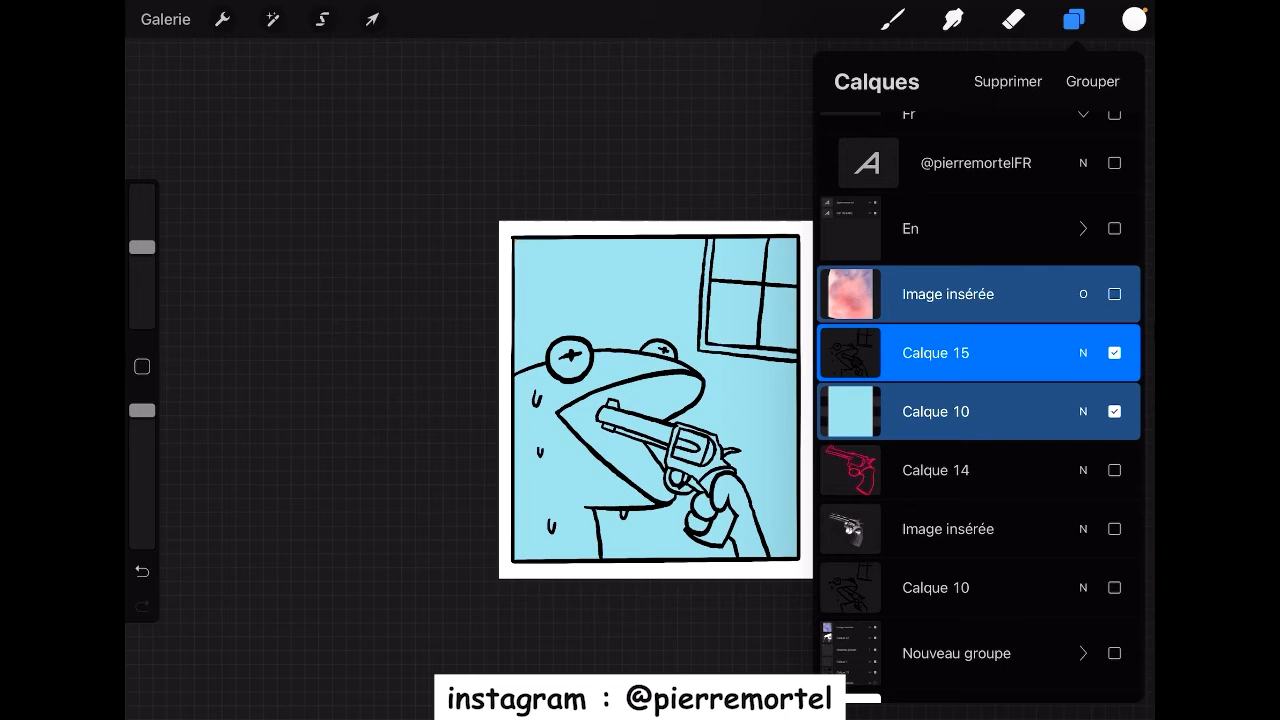 Galerie
Calques Supprimer Grouper
Fr
@pierremortelFR N
En
Image insérée O
Calque 15 N
Calque 10 N
Calque 14 N
Image insérée N
Calque 10 N
Nouveau groupe
instagram : @pierremortel